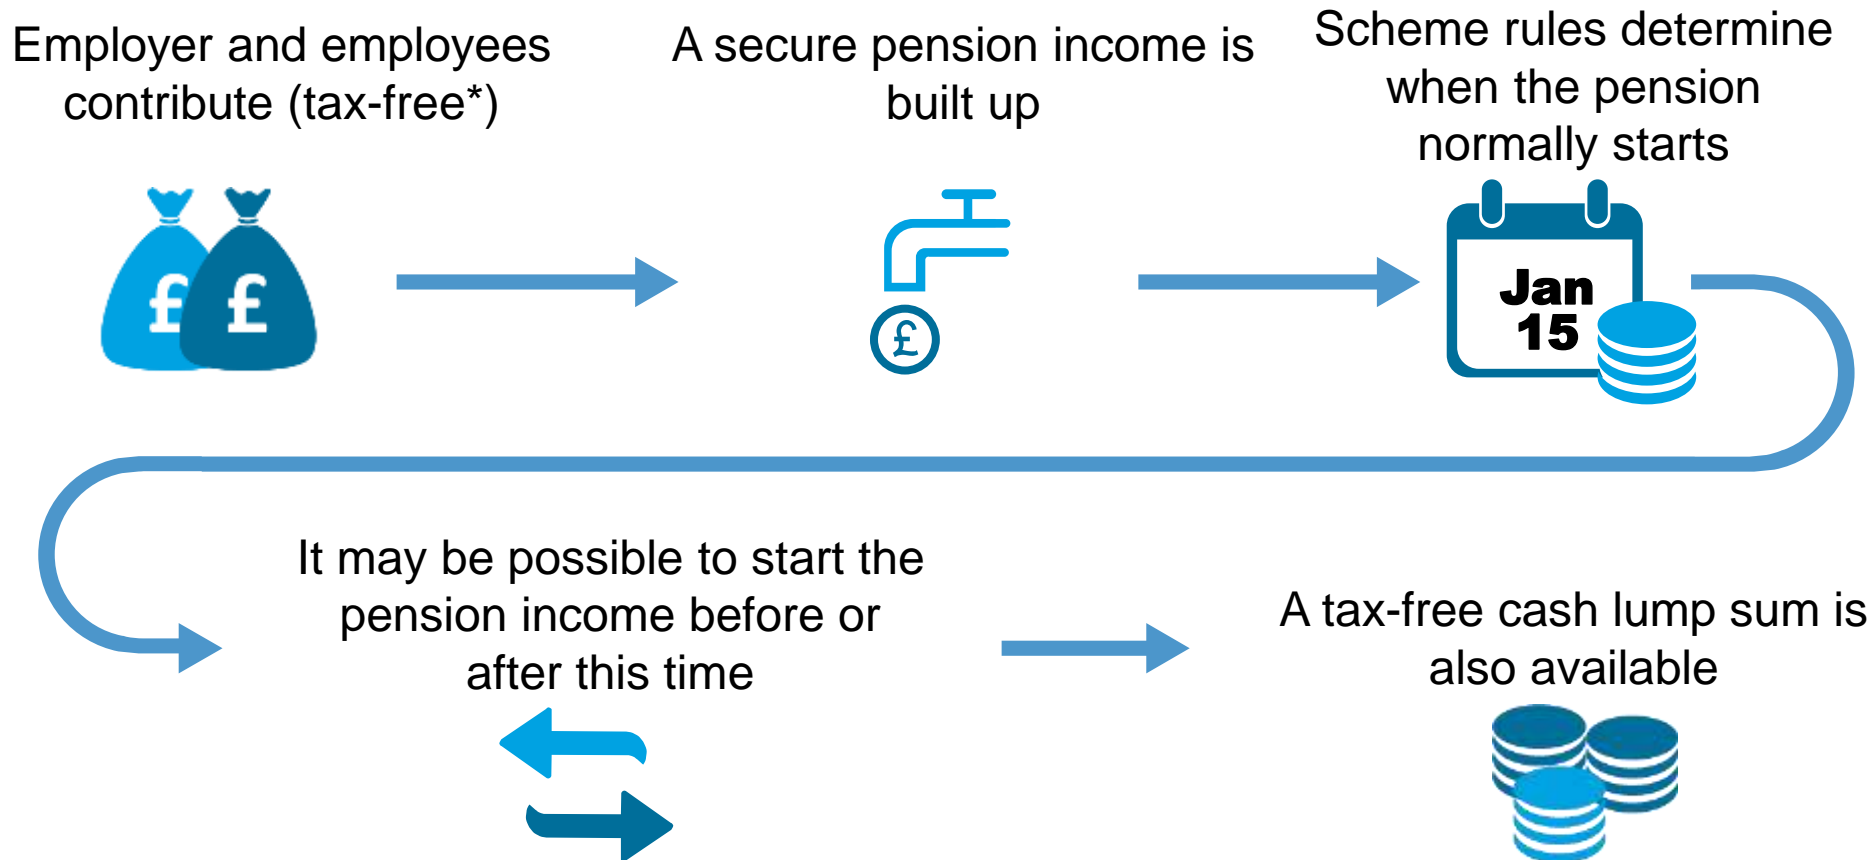 Employer and employees
contribute (tax-free*)
A secure pension income is
built up
Scheme rules determine
when the pension
normally starts
£
£
£
Jan
15
It may be possible to start the
pension income before or
after this time
A tax-free cash lump sum is
also available